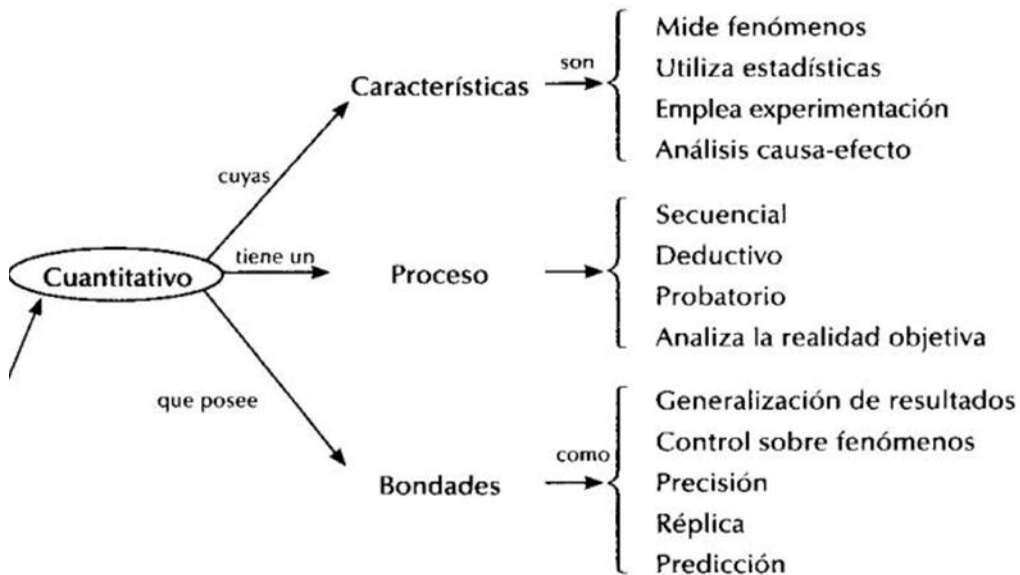 Cuantitativo
cuyas
Características
son
Mide fenómenos
Utiliza estadísticas
Emplea experimentación
Análisis causa-efecto
tiene un
Proceso
Secuencial
Deductivo
Probatorio
Analiza la realidad objetiva
que posee
Bondades
como
Generalización de resultados
Control sobre fenómenos
Precisión
Réplica
Predicción